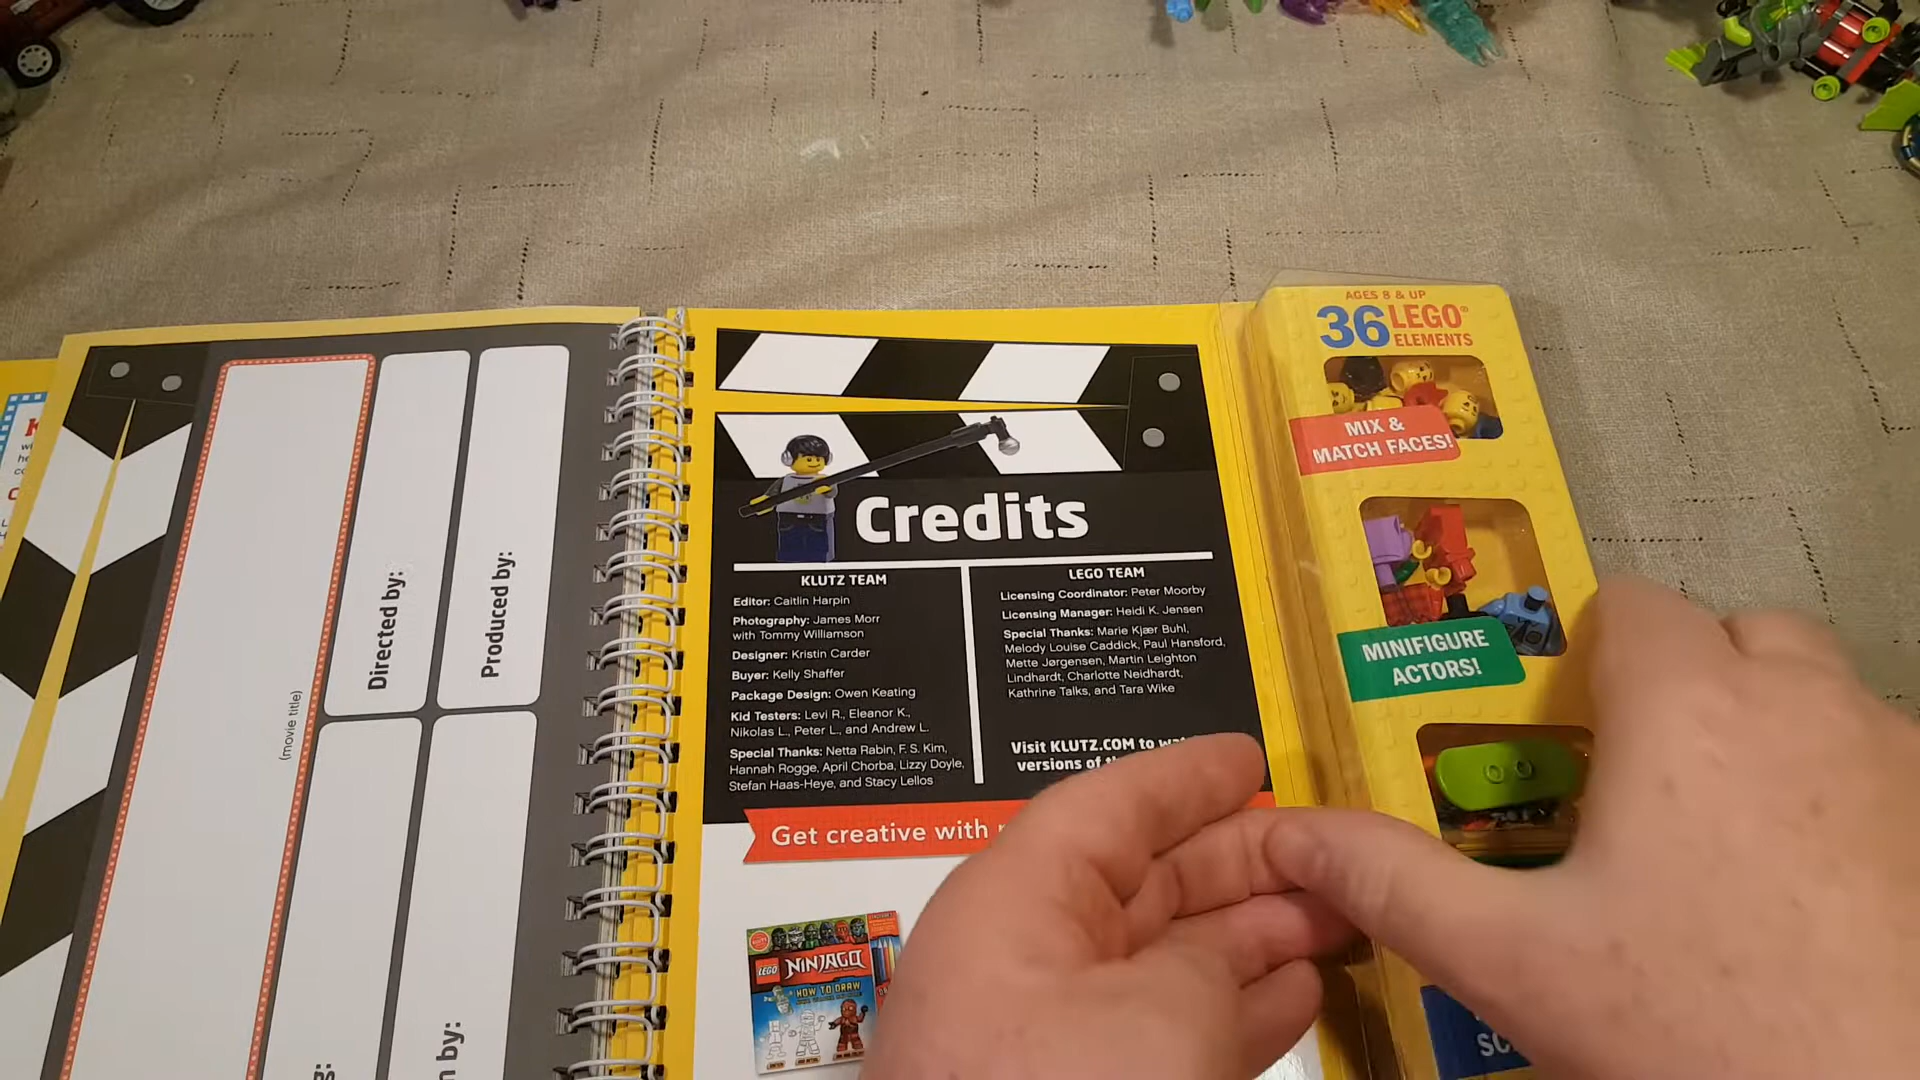 (movie title)
Directed by:
Produced by:
n by:
Credits
KLUTZ TEAM
Editor: Caitlin Harpin
Photography: James Morr
with Tommy Williamson
Designer: Kristin Carder
Buyer: Kelly Shaffer
Package Design: Owen Keating
Kid Testers: Levi R., Eleanor K.,
Nikolas L., Peter L., and Andrew L.
Special Thanks: Netta Rabin, F. S. Kim,
Hannah Rogge, April Chorba, Lizzy Doyle,
Stefan Haas-Heye, and Stacy Lellos
LEGO TEAM
Licensing Coordinator: Peter Moorby
Licensing Manager: Heidi K. Jensen
Special Thanks: Marie Kjær Buhl,
Melody Louise Caddick, Paul Hansford,
Mette Jørgensen, Martin Leighton
Lindhardt, Charlotte Neidhardt,
Kathrine Talks, and Tara Wike
Visit KLUTZ.COM to
versions of
Get creative with
LEGO NINJAGO
HOW TO DRAW
AGES 8 & UP
36 LEGO®
ELEMENTS
MIX &
MATCH FACES!
MINIFIGURE
ACTORS!